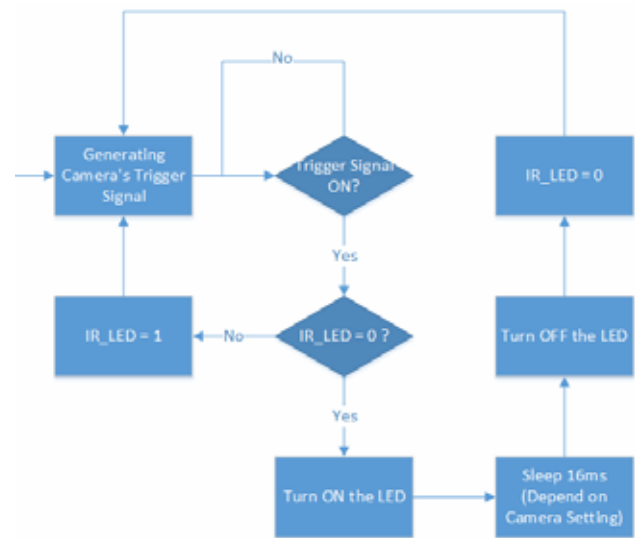 No
Generating
Camera's Trigger
Signal
Trigger Signal
ON?
IR_LED = 0
Yes
IR_LED = 1
No
IR_LED = 0 ?
Turn OFF the LED
Yes
Turn ON the LED
Sleep 16ms
(Depend on
Camera Setting)